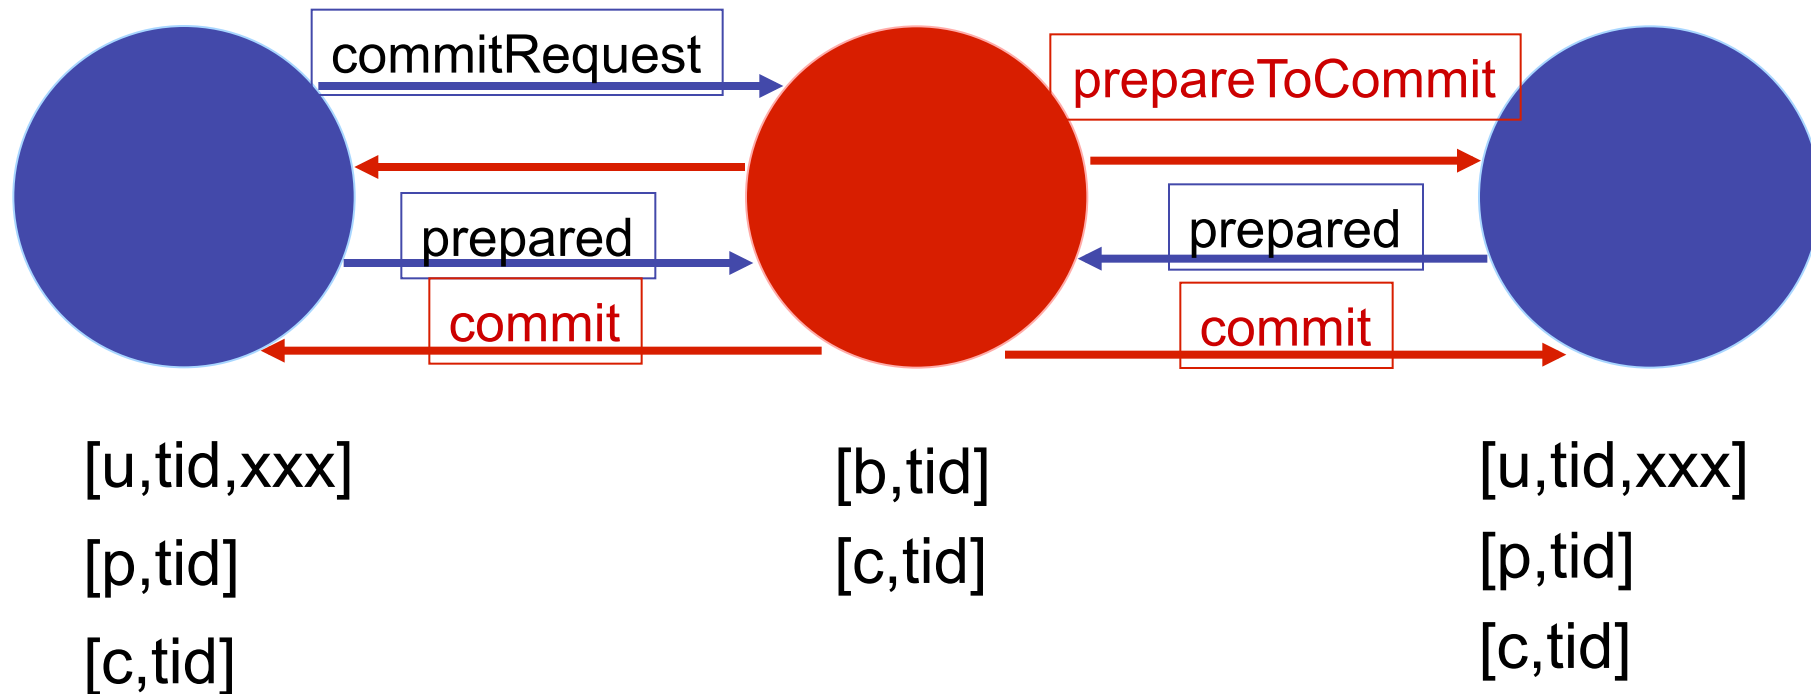 commitRequest
prepareToCommit
prepared
prepared
commit
commit
[u,tid,xxx]
[b,tid]
[u,tid,xxx]
[p,tid]
[c,tid]
[p,tid]
[c,tid]
[c,tid]